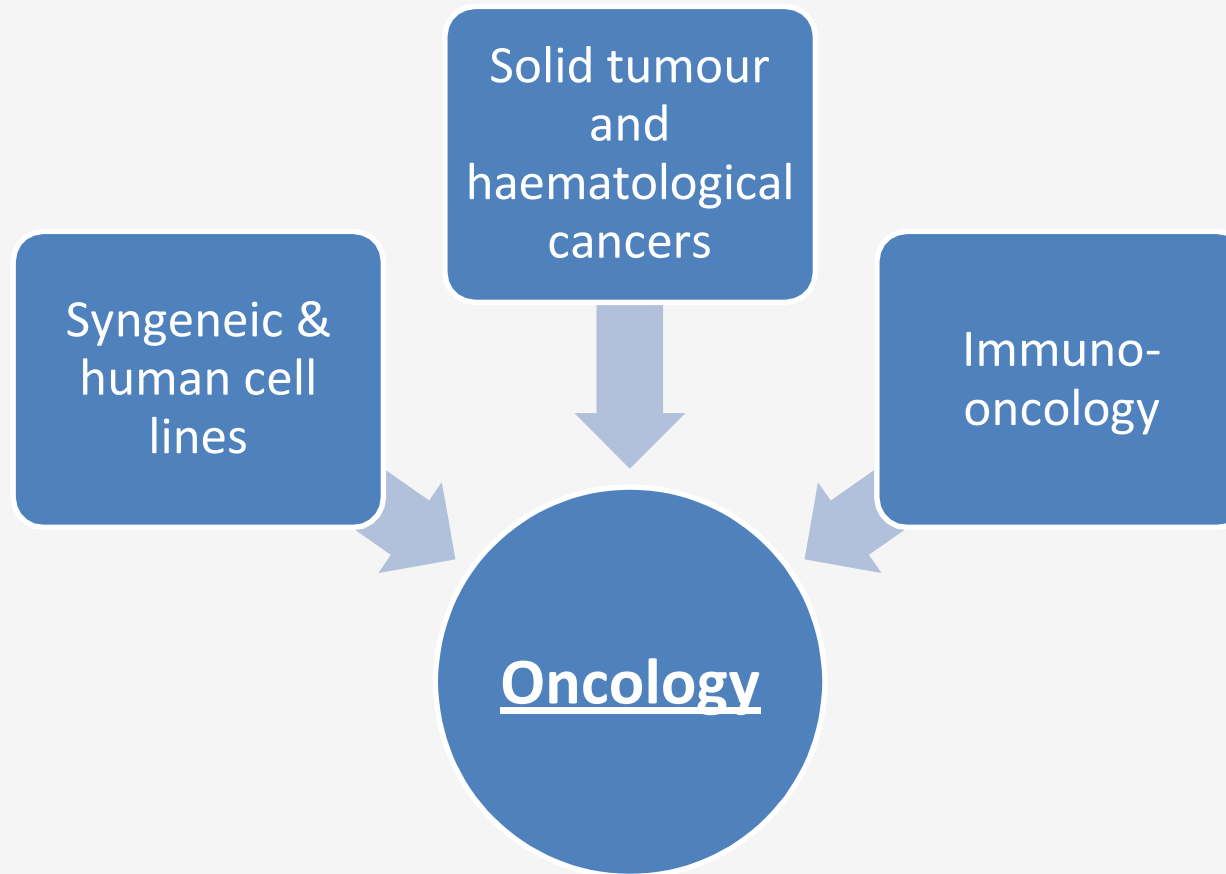 Solid tumour
and
haematological
cancers
Syngeneic &
human cell
lines
Immuno-
oncology
Oncology